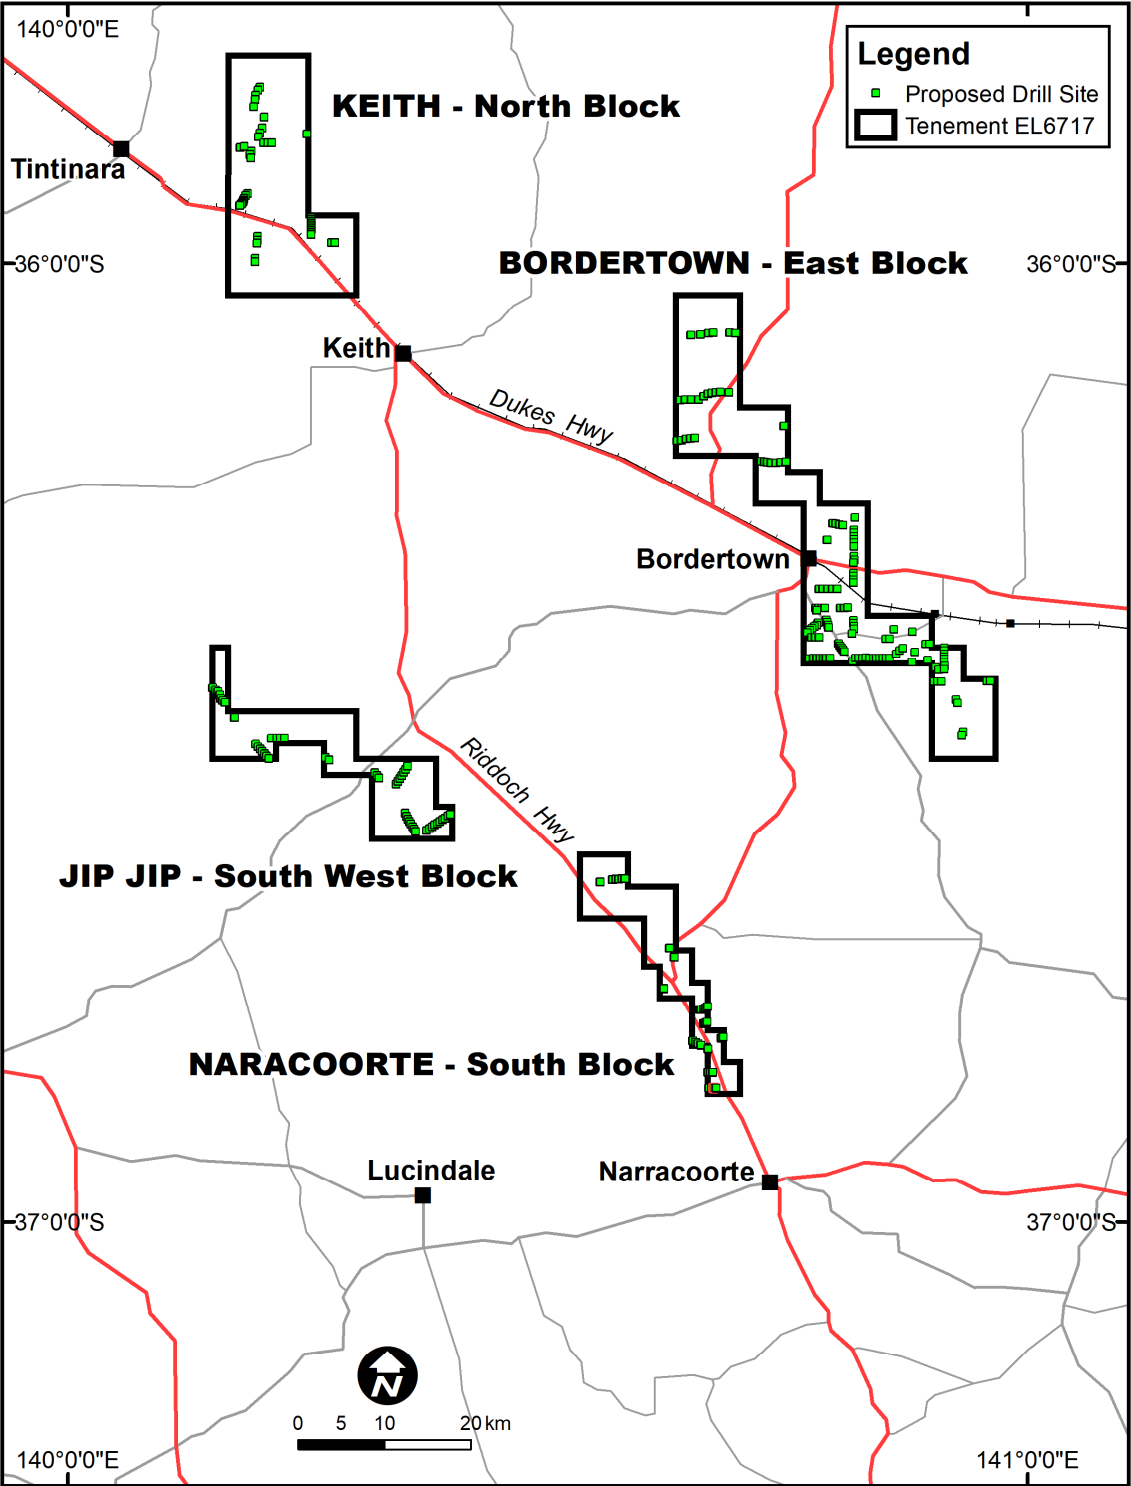 140°0'0"E
Legend
Proposed Drill Site
Tenement EL6717
KEITH - North Block
Tintinara
36°0'0"S
BORDERTOWN - East Block
36°0'0"S
Keith
Dukes Hwy
Bordertown
Riddoch Hwy
JIP JIP - South West Block
NARACOORTE - South Block
Lucindale
Narracoorte
37°0'0"S
37°0'0"S
N
0 5 10 20 km
140°0'0"E
141°0'0"E